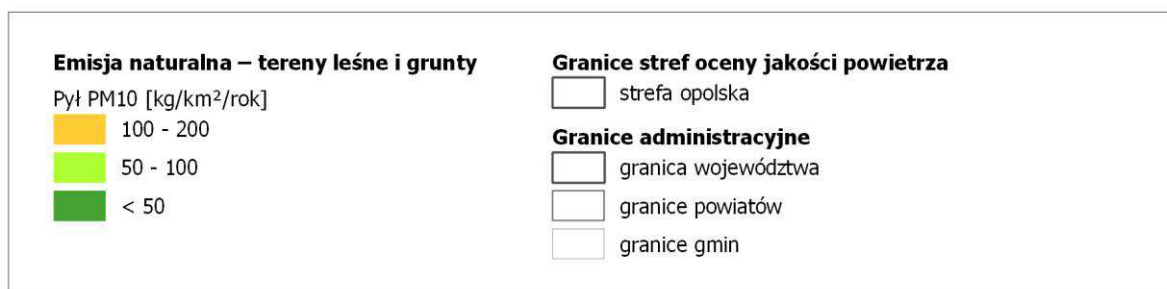 Emisja naturalna – tereny leśne i grunty
Pył PM10 [kg/km²/rok]
100 - 200
50 - 100
< 50
Granice stref oceny jakości powietrza
strefa opolska
Granice administracyjne
granica województwa
granice powiatów
granice gmin